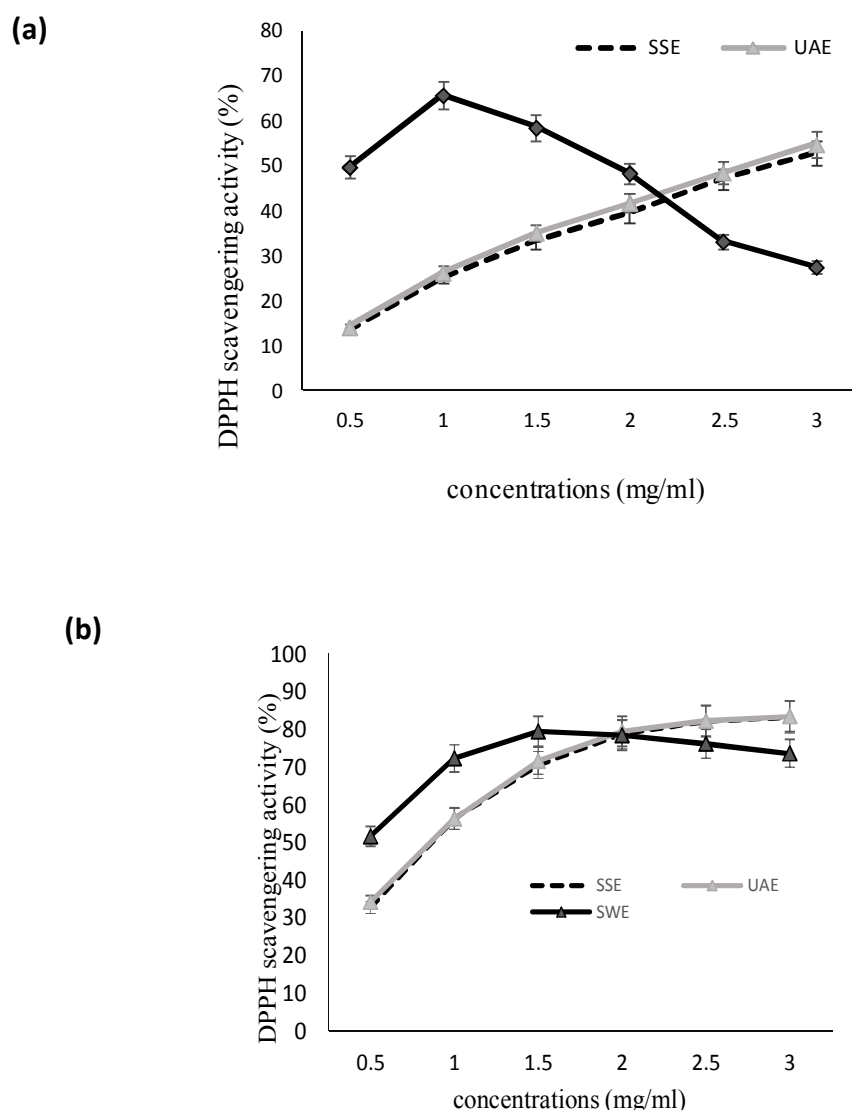 (a)
80
70
60
50
40
30
20
10
0
DPPH scavengering activity (%)
SSE UAE
0.5 1 1.5 2 2.5 3
concentrations (mg/ml)
(b)
100
90
80
70
60
50
40
30
20
10
0
DPPH scavengering activity (%)
SSE UAE
SWE
0.5 1 1.5 2 2.5 3
concentrations (mg/ml)